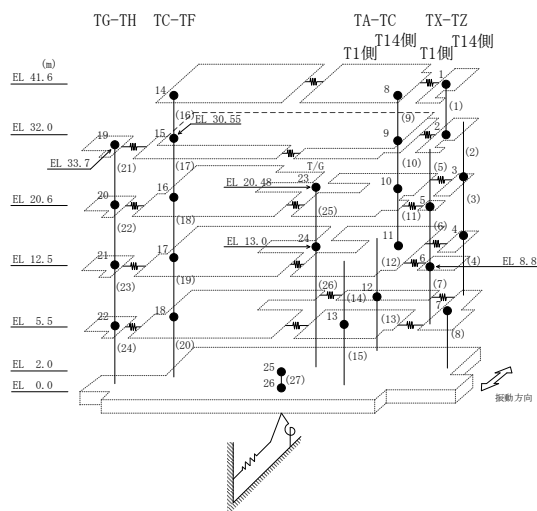 TG-TH TC-TF TA-TC TX-TZ
T1側 T14側 T1側 T14側
(m)
EL 41.6
14 8 1
(16) EL 30.55 (9) (1)
EL 32.0
19 15 9 2
EL 33.7 (21) (17) (10) (5) (2)
T/G
EL 20.48 23 10 3
EL 20.6
20 16 (25) (11) 5 (3)
(22) (18) (6)
24 11 4
EL 13.0
EL 12.5
21 17 (12) 6 (4) EL 8.8
(23) (19) (26) (14) 12 (7)
EL 5.5
22 18 13 (13) 7
(24) (20) (15) (8)
EL 2.0
25
EL 0.0
26 (27)
振動方向